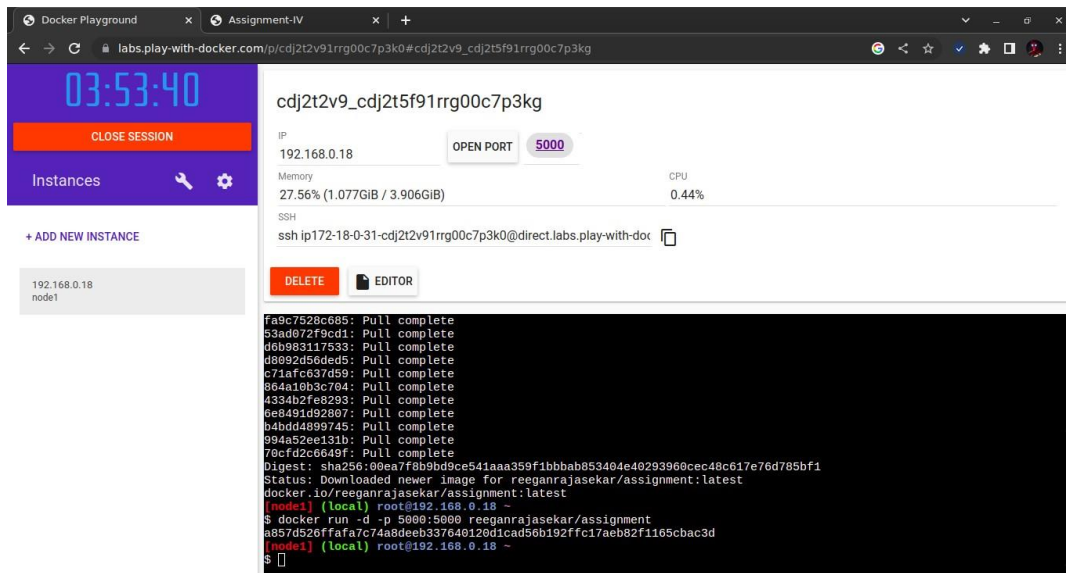 Docker Playground
Assignment-IV
labs.play-with-docker.com/p/cdj2t2v91rrg00c7p3k0#cdj2t2v9_cdj2t5f91rrg00c7p3kg
03:53:40
CLOSE SESSION
Instances
+ ADD NEW INSTANCE
192.168.0.18
node1
cdj2t2v9_cdj2t5f91rrg00c7p3kg
IP
192.168.0.18
OPEN PORT
5000
Memory
27.56% (1.077GiB / 3.906GiB)
CPU
0.44%
SSH
ssh ip172-18-0-31-cdj2t2v91rrg00c7p3k0@direct.labs.play-with-doc
DELETE
EDITOR
fa9c7528c685: Pull complete
53ad072f9cd1: Pull complete
d6b983117533: Pull complete
d8092d56ded5: Pull complete
c71afc637d59: Pull complete
864a10b3c704: Pull complete
4334b2fe8293: Pull complete
6e8491d92807: Pull complete
b4bdd4899745: Pull complete
994a52ee131b: Pull complete
70cfd2c6649f: Pull complete
Digest: sha256:00ea7f8b9bd9ce541aaa359f1bbbab853404e40293960cec48c617e76d785bf1
Status: Downloaded newer image for reeganrajasekar/assignment:latest
docker.io/reeganrajasekar/assignment:latest
[node1] (local) root@192.168.0.18 ~
$ docker run -d -p 5000:5000 reeganrajasekar/assignment
a857d526ffafa7c74a8deeb337640120d1cad56b192ffc17aeb82f1165cbac3d
[node1] (local) root@192.168.0.18 ~
$